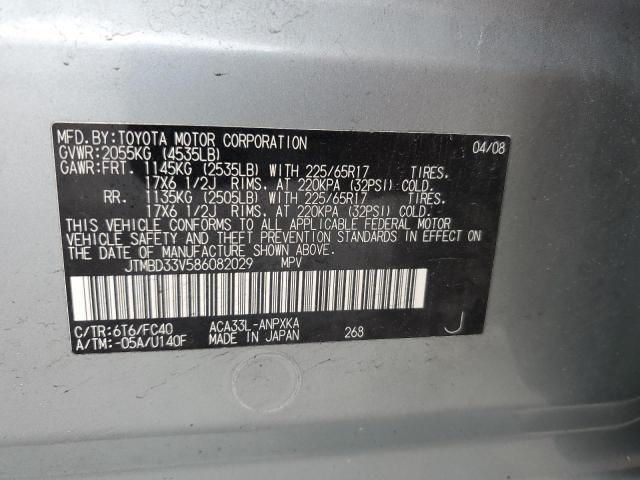 MFD.BY:TOYOTA MOTOR CORPORATION 04/08
GVWR:2055KG (4535LB)
GAWR:FRT. 1145KG (2535LB) WITH 225/65R17 TIRES.
17X6 1/2J RIMS. AT 220KPA (32PSI) COLD.
RR. 1135KG (2505LB) WITH 225/65R17 TIRES.
17X6 1/2J RIMS. AT 220KPA (32PSI) COLD.
THIS VEHICLE CONFORMS TO ALL APPLICABLE FEDERAL MOTOR
VEHICLE SAFETY AND THEFT PREVENTION STANDARDS IN EFFECT ON
THE DATE OF MANUFACTURE SHOWN ABOVE.
JTMBD33V586082029 MPV
C/TR:6T6/FC40 ACA33L-ANPXKA
A/TM:-05A/U140F MADE IN JAPAN 268 J